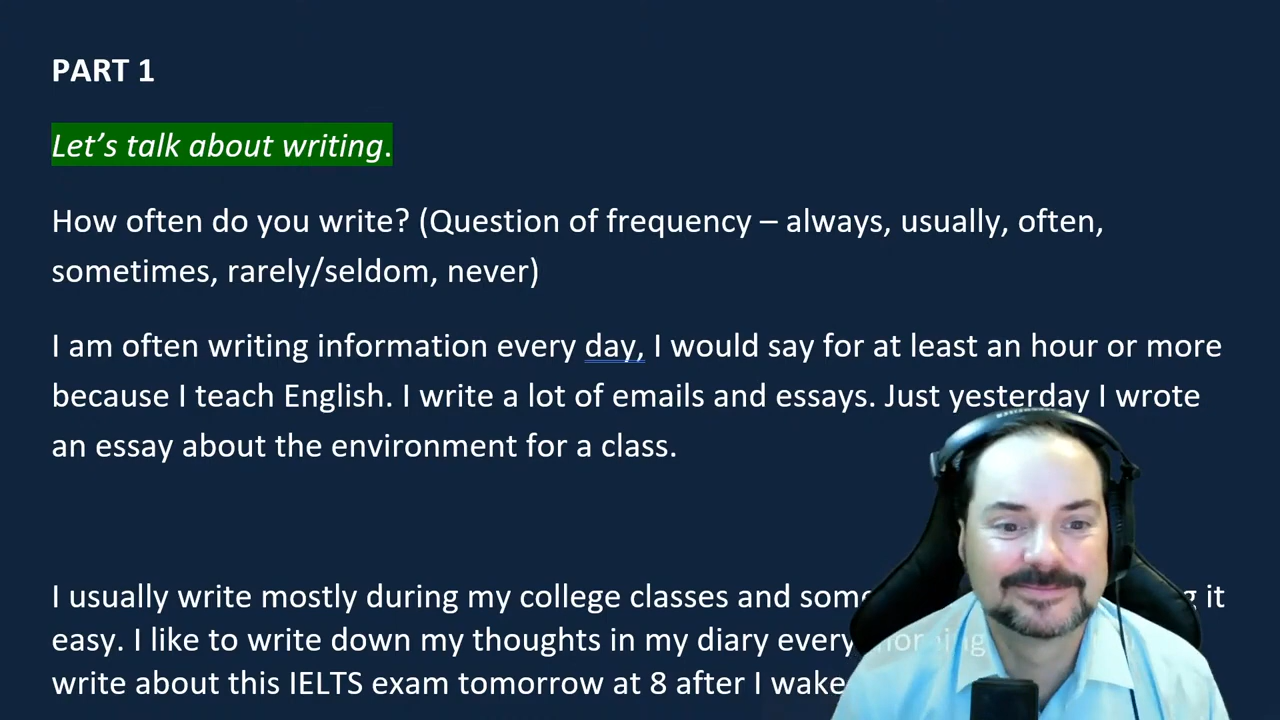 PART 1
Let’s talk about writing.
How often do you write? (Question of frequency – always, usually, often,
sometimes, rarely/seldom, never)
I am often writing information every day, I would say for at least an hour or more
because I teach English. I write a lot of emails and essays. Just yesterday I wrote
an essay about the environment for a class.
I usually write mostly during my college classes and it
easy. I like to write down my thoughts in my diary every morning
write about this IELTS exam tomorrow at 8 after I wake